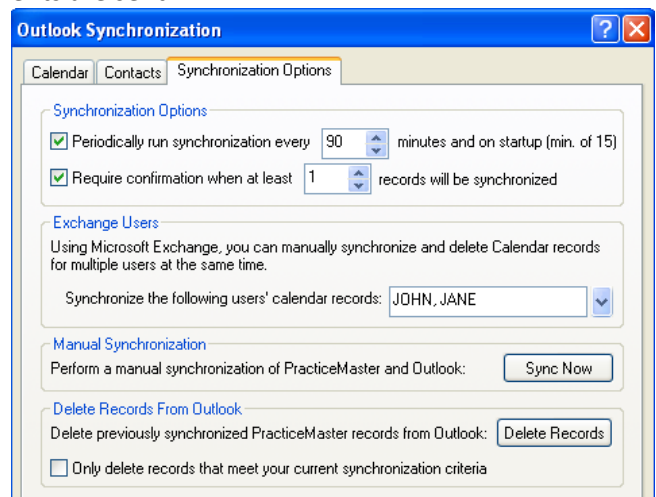 Outlook Synchronization
Calendar Contacts Synchronization Options
Synchronization Options
Periodically run synchronization every 90 minutes and on startup (min. of 15)
Require confirmation when at least 1 records will be synchronized
Exchange Users
Using Microsoft Exchange, you can manually synchronize and delete Calendar records
for multiple users at the same time.
Synchronize the following users' calendar records: JOHN, JANE
Manual Synchronization
Perform a manual synchronization of PracticeMaster and Outlook: Sync Now
Delete Records From Outlook
Delete previously synchronized PracticeMaster records from Outlook: Delete Records
Only delete records that meet your current synchronization criteria